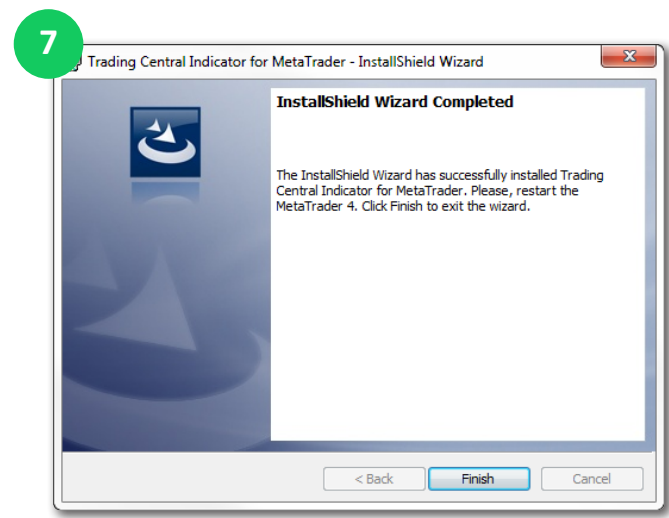 7
Trading Central Indicator for MetaTrader - InstallShield Wizard
InstallShield Wizard Completed
The InstallShield Wizard has successfully installed Trading
Central Indicator for MetaTrader. Please, restart the
MetaTrader 4. Click Finish to exit the wizard.
< Back Finish Cancel